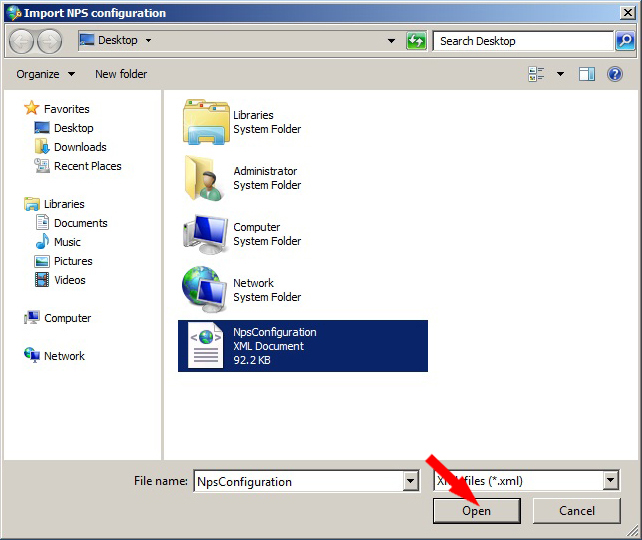 Import NPS configuration
Desktop
Search Desktop
Organize
New folder
Favorites
Desktop
Downloads
Recent Places
Libraries
Documents
Music
Pictures
Videos
Computer
Network
Libraries
System Folder
Administrator
System Folder
Computer
System Folder
Network
System Folder
NpsConfiguration
XML Document
92.2 KB
File name:
NpsConfiguration
files (*.xml)
Open
Cancel